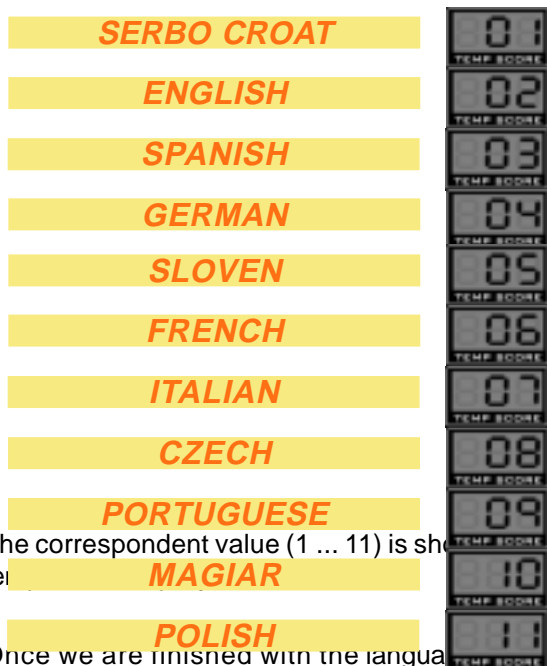 SERBO CROAT 01
TEMP SCORE
ENGLISH 02
TEMP SCORE
SPANISH 03
TEMP SCORE
GERMAN 04
TEMP SCORE
SLOVEN 05
TEMP SCORE
FRENCH 06
TEMP SCORE
ITALIAN 07
TEMP SCORE
CZECH 08
TEMP SCORE
PORTUGUESE 09
TEMP SCORE
he correspondent value (1 ... 11) is
MAGIAR 10
TEMP SCORE
POLISH 11
TEMP SCORE
Once we are finished with the